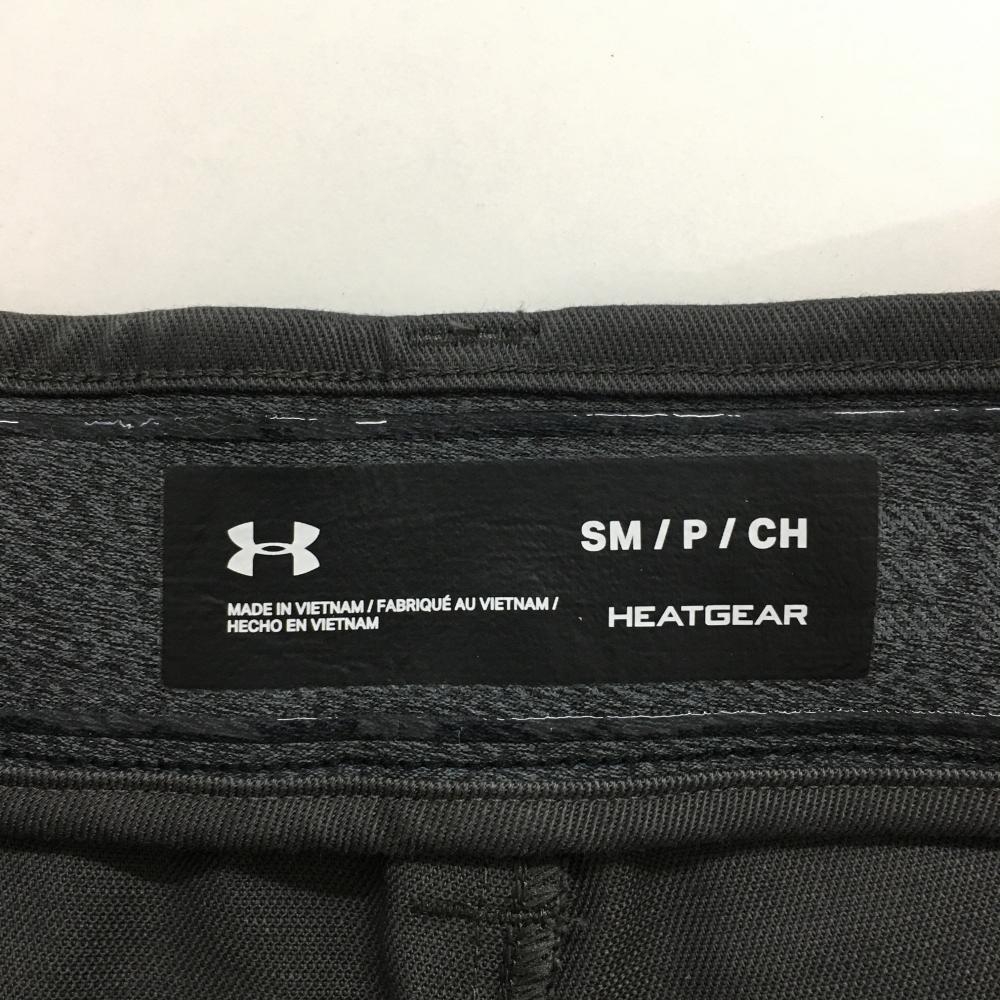 SM / P / CH
MADE IN VIETNAM / FABRIQUÉ AU VIETNAM /
HECHO EN VIETNAM
HEATGEAR